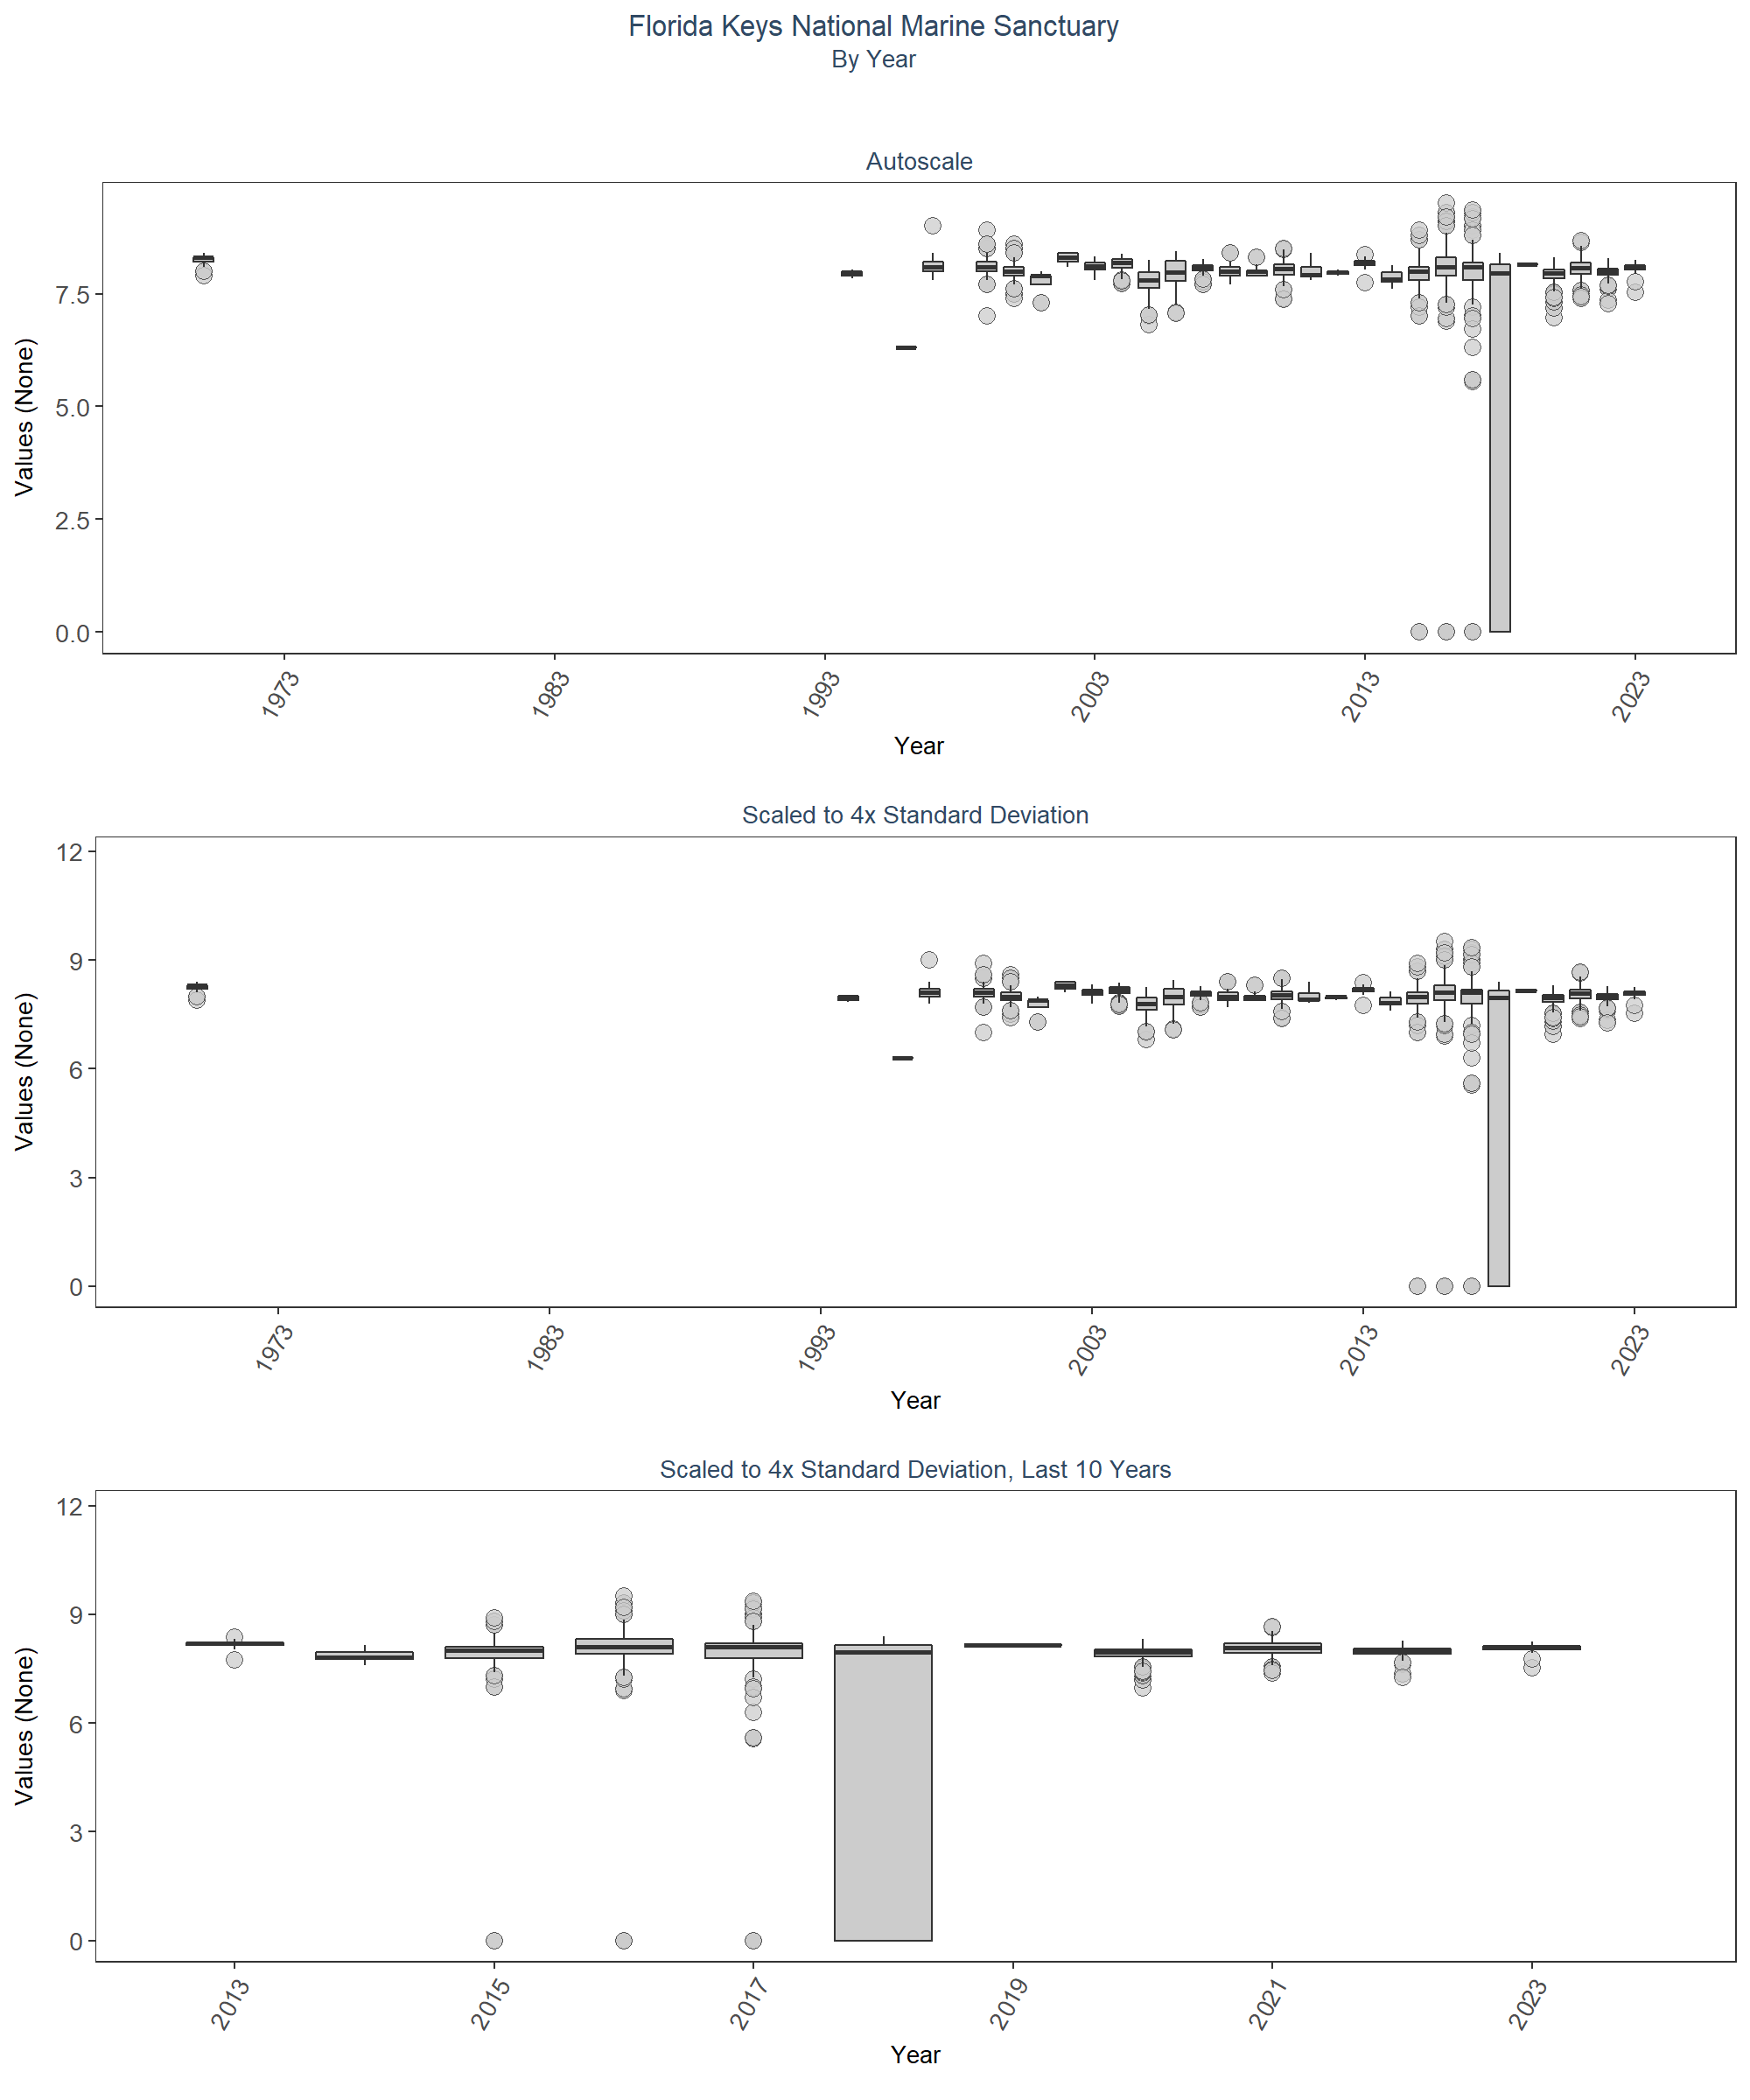 Florida Keys National Marine Sanctuary
By Year
Autoscale
Values (None)
7.5
5.0
2.5
0.0
1973
1983
1993
2003
2013
2023
Year
Scaled to 4x Standard Deviation
Values (None)
12
9
6
3
0
1973
1983
1993
2003
2013
2023
Year
Scaled to 4x Standard Deviation, Last 10 Years
Values (None)
12
9
6
3
0
2013
2015
2017
2019
2021
2023
Year